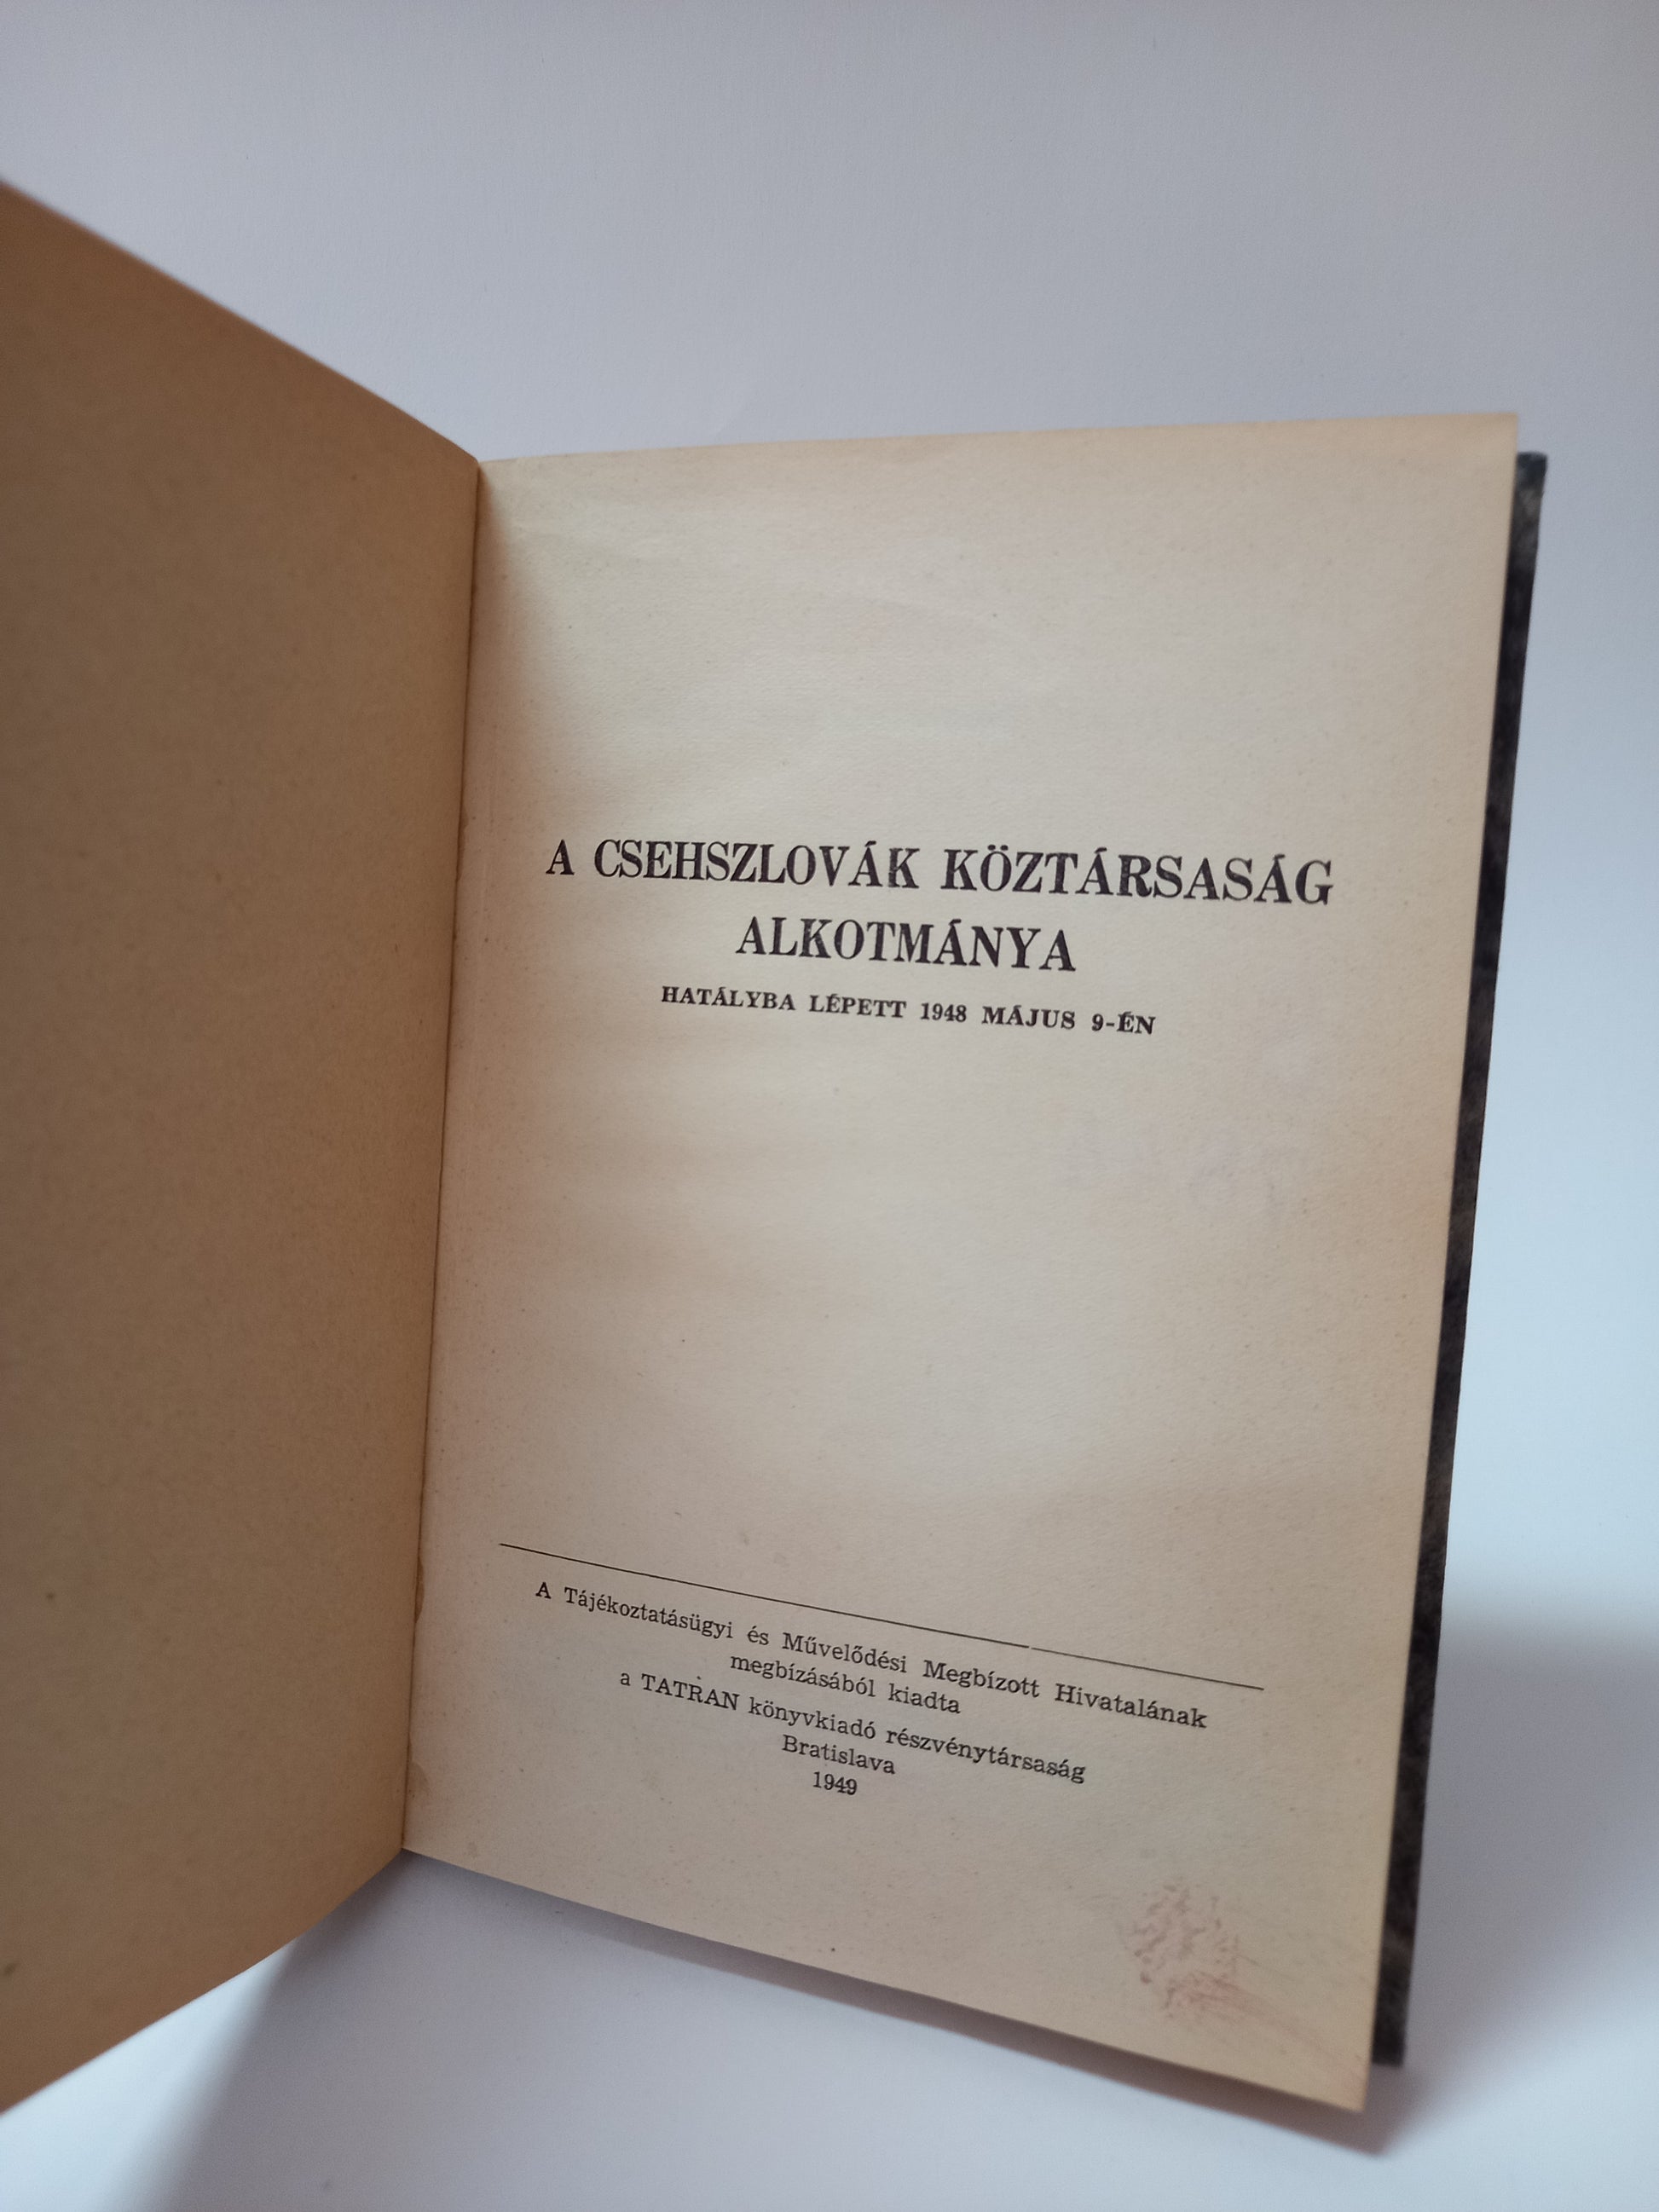 A CSEHSZLOVÁK KÖZTÁRSASÁG
ALKOTMÁNYA
HATÁLYBA LÉPETT 1948 MÁJUS 9-ÉN
A Tájékoztatásügyi és Művelődési Megbízott Hivatalának
megbízásából kiadta
a TATRAN könyvkiadó részvénytársaság
Bratislava
1949